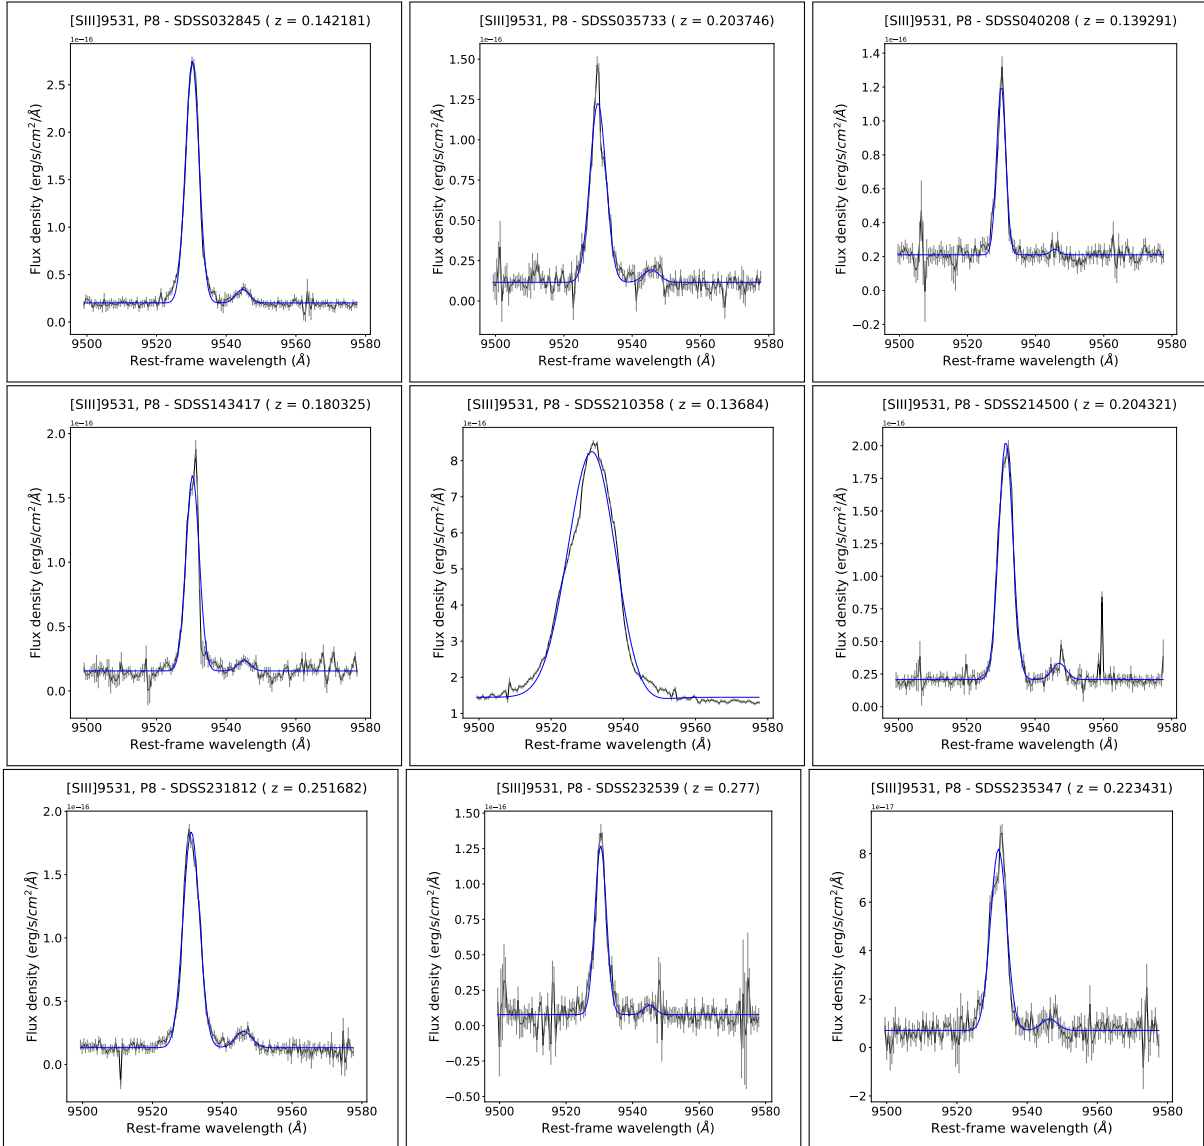 [SIII]9531, P8 - SDSS032845 ( z = 0.142181)
1e−16
Flux density (erg/s/cm²/Å)
2.5
2.0
1.5
1.0
0.5
0.0
9500 9520 9540 9560 9580
Rest-frame wavelength (Å)
[SIII]9531, P8 - SDSS035733 ( z = 0.203746)
1e−16
Flux density (erg/s/cm²/Å)
1.50
1.25
1.00
0.75
0.50
0.25
0.00
9500 9520 9540 9560 9580
Rest-frame wavelength (Å)
[SIII]9531, P8 - SDSS040208 ( z = 0.139291)
1e−16
Flux density (erg/s/cm²/Å)
1.4
1.2
1.0
0.8
0.6
0.4
0.2
0.0
−0.2
9500 9520 9540 9560 9580
Rest-frame wavelength (Å)
[SIII]9531, P8 - SDSS143417 ( z = 0.180325)
1e−16
Flux density (erg/s/cm²/Å)
2.0
1.5
1.0
0.5
0.0
9500 9520 9540 9560 9580
Rest-frame wavelength (Å)
[SIII]9531, P8 - SDSS210358 ( z = 0.13684)
1e−16
Flux density (erg/s/cm²/Å)
8
7
6
5
4
3
2
1
9500 9520 9540 9560 9580
Rest-frame wavelength (Å)
[SIII]9531, P8 - SDSS214500 ( z = 0.204321)
1e−16
Flux density (erg/s/cm²/Å)
2.00
1.75
1.50
1.25
1.00
0.75
0.50
0.25
0.00
9500 9520 9540 9560 9580
Rest-frame wavelength (Å)
[SIII]9531, P8 - SDSS231812 ( z = 0.251682)
1e−16
Flux density (erg/s/cm²/Å)
2.0
1.5
1.0
0.5
0.0
9500 9520 9540 9560 9580
Rest-frame wavelength (Å)
[SIII]9531, P8 - SDSS232539 ( z = 0.277)
1e−16
Flux density (erg/s/cm²/Å)
1.50
1.25
1.00
0.75
0.50
0.25
0.00
−0.25
−0.50
9500 9520 9540 9560 9580
Rest-frame wavelength (Å)
[SIII]9531, P8 - SDSS235347 ( z = 0.223431)
1e−17
Flux density (erg/s/cm²/Å)
8
6
4
2
0
−2
9500 9520 9540 9560 9580
Rest-frame wavelength (Å)